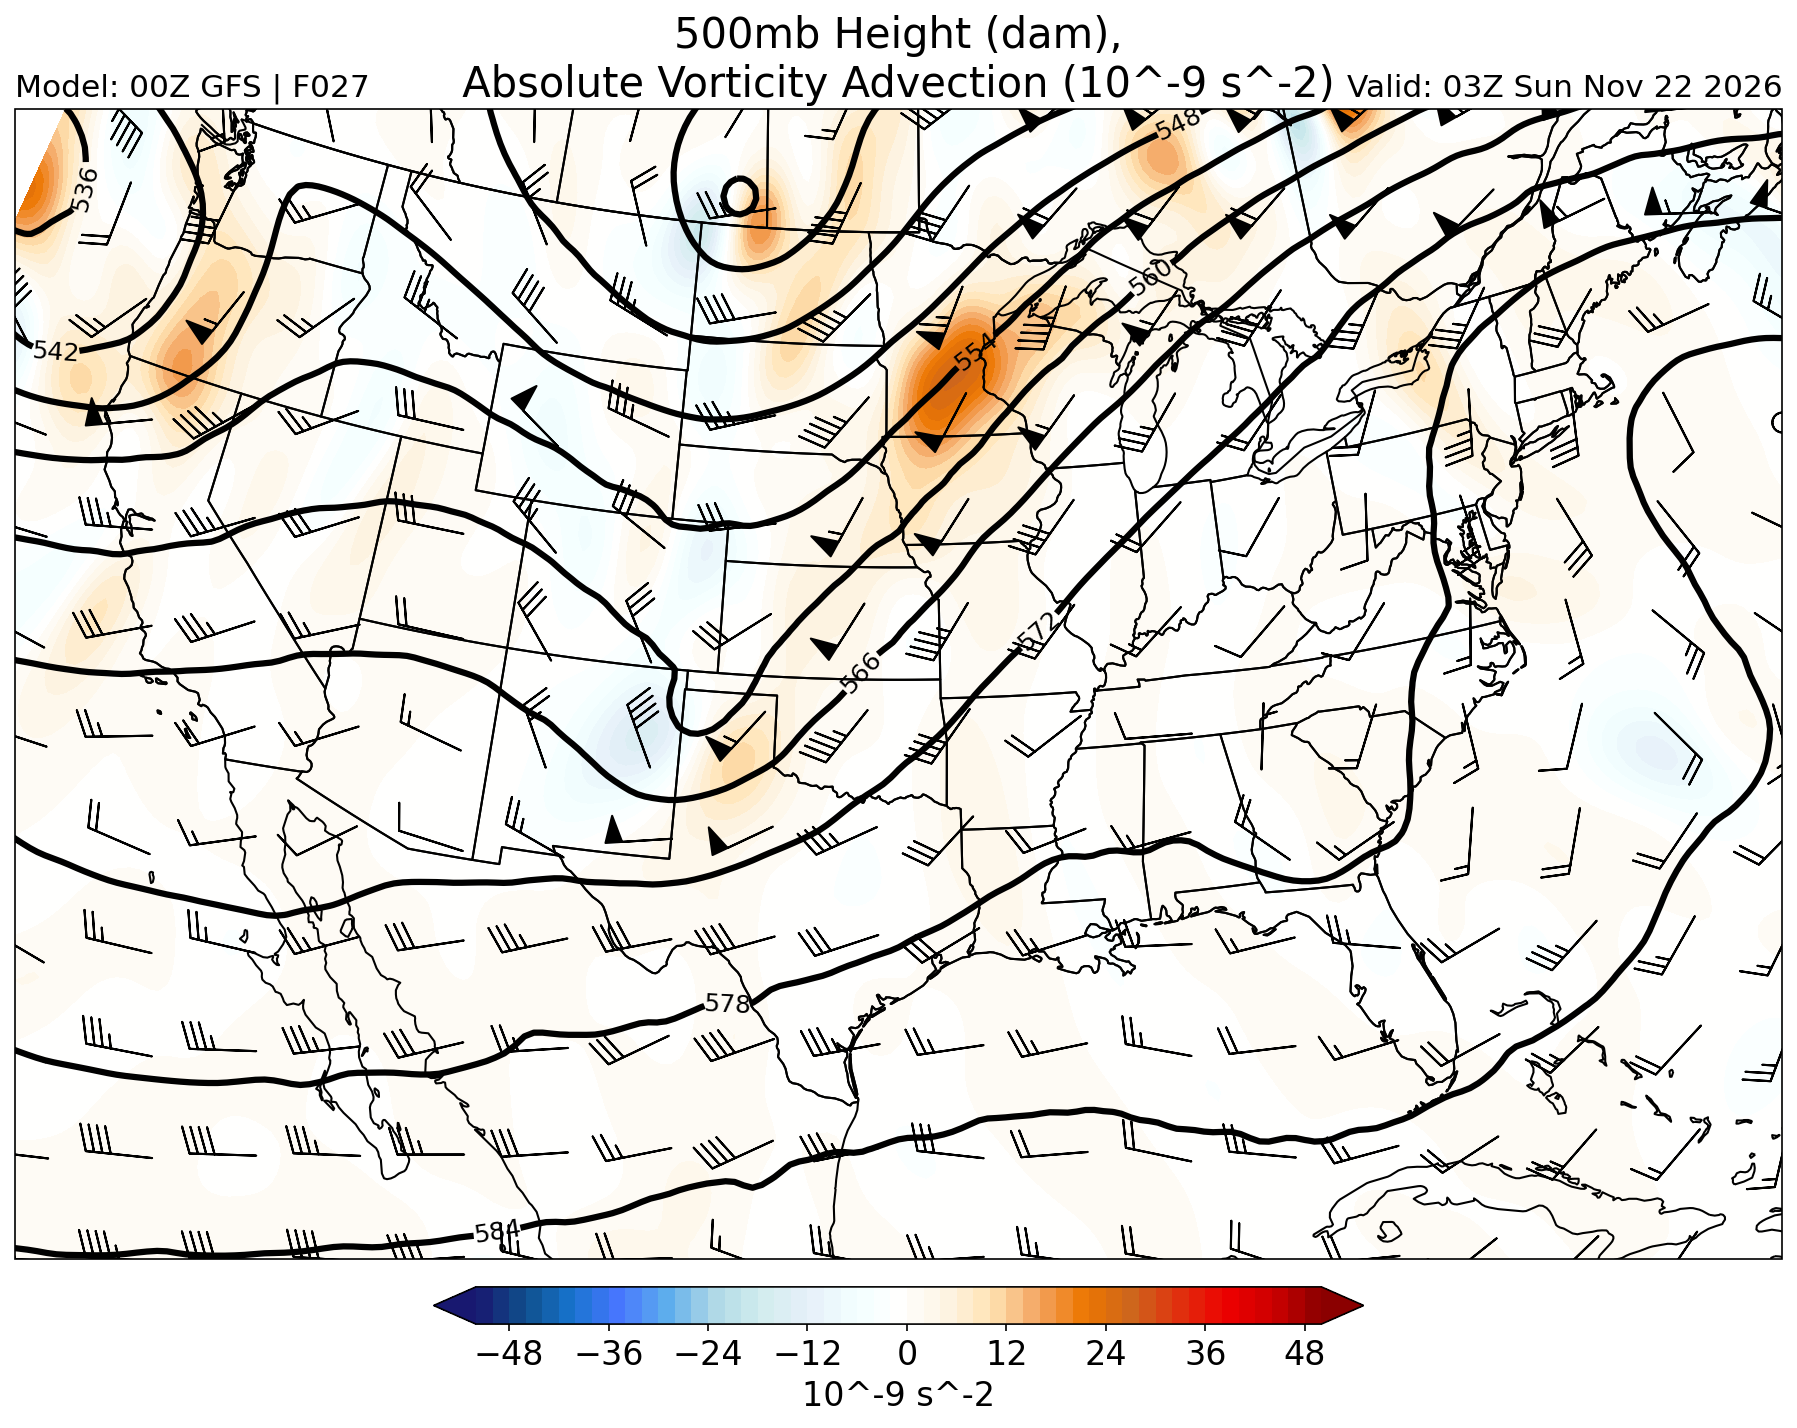 500mb Height (dam),
Model: 00Z GFS | F027
Absolute Vorticity Advection (10^-9 s^-2)
Valid: 03Z Sun Nov 22 2026
548
536
560
542
554
572
566
578
584
−48 −36 −24 −12 0 12 24 36 48
10^-9 s^-2